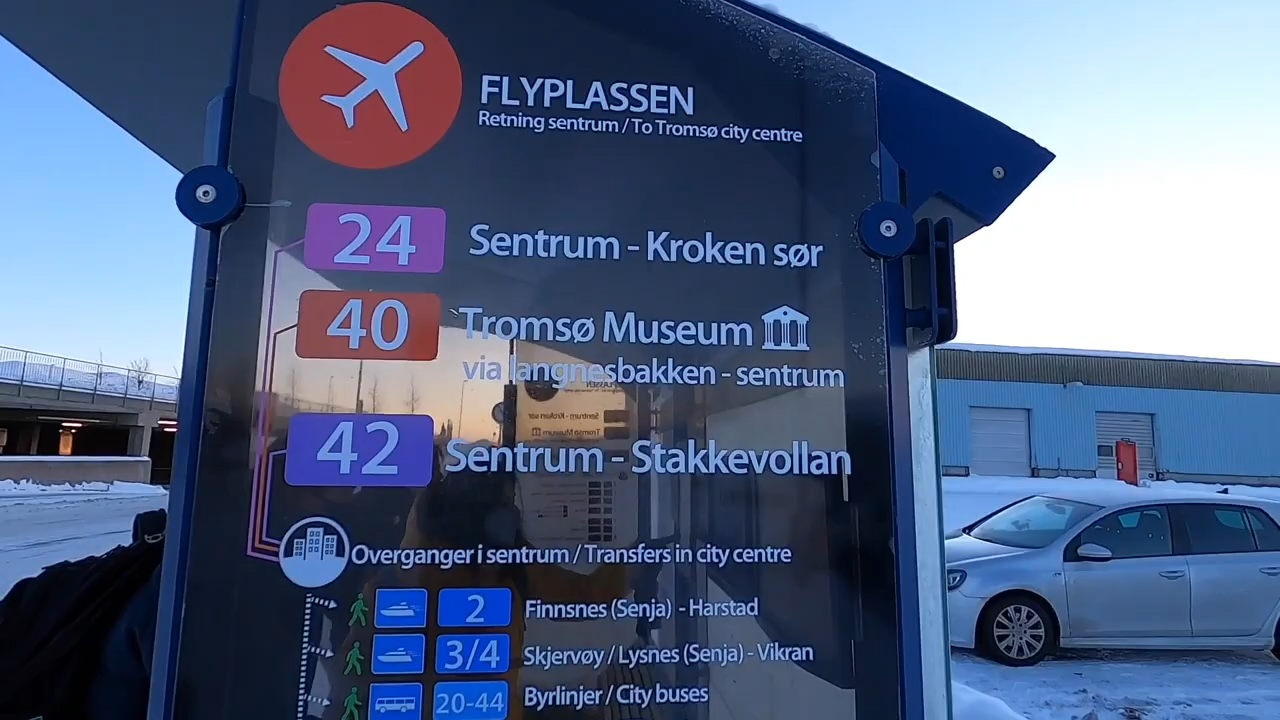 FLYPLASSEN
Retning sentrum / To Tromsø city centre
24 Sentrum - Kroken sør
40 Tromsø Museum
via langnesbakken - sentrum
42 Sentrum - Stakkevollan
Overganger i sentrum / Transfers in city centre
2 Finnsnes (Senja) - Harstad
3/4 Skjervøy / Lysnes (Senja) - Vikran
20-44 Byrlinjer / City buses